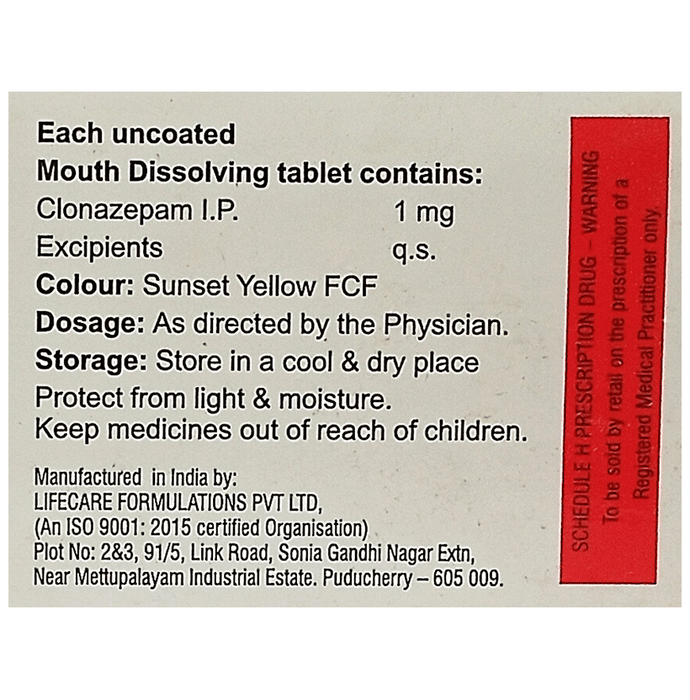 Each uncoated
Mouth Dissolving tablet contains:
Clonazepam I.P. 1 mg
Excipients q.s.
Colour: Sunset Yellow FCF
Dosage: As directed by the Physician.
Storage: Store in a cool & dry place
Protect from light & moisture.
Keep medicines out of reach of children.
Manufactured in India by:
LIFECARE FORMULATIONS PVT LTD,
(An ISO 9001: 2015 certified Organisation)
Plot No: 2&3, 91/5, Link Road, Sonia Gandhi Nagar Extn,
Near Mettupalayam Industrial Estate. Puducherry – 605 009.
SCHEDULE H PRESCRIPTION DRUG – WARNING
To be sold by retail on the prescription of a
Registered Medical Practitioner only.